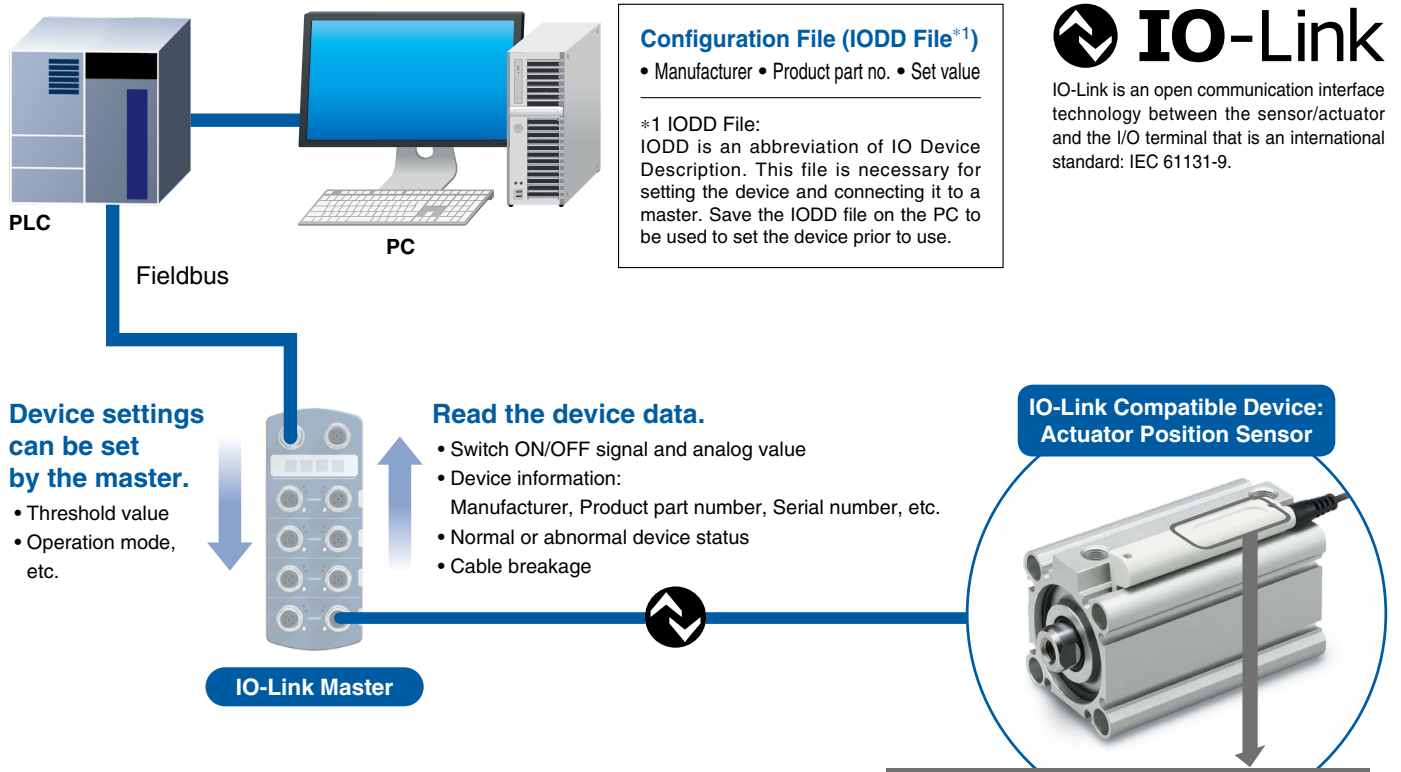 Configuration File (IODD File*1)
• Manufacturer • Product part no. • Set value
*1 IODD File:
IODD is an abbreviation of IO Device
Description. This file is necessary for
setting the device and connecting it to a
master. Save the IODD file on the PC to
be used to set the device prior to use.
IO-Link
IO-Link is an open communication interface
technology between the sensor/actuator
and the I/O terminal that is an international
standard: IEC 61131-9.
PLC
PC
Fieldbus
Device settings
can be set
by the master.
• Threshold value
• Operation mode,
etc.
Read the device data.
• Switch ON/OFF signal and analog value
• Device information:
Manufacturer, Product part number, Serial number, etc.
• Normal or abnormal device status
• Cable breakage
IO-Link Compatible Device:
Actuator Position Sensor
IO-Link Master